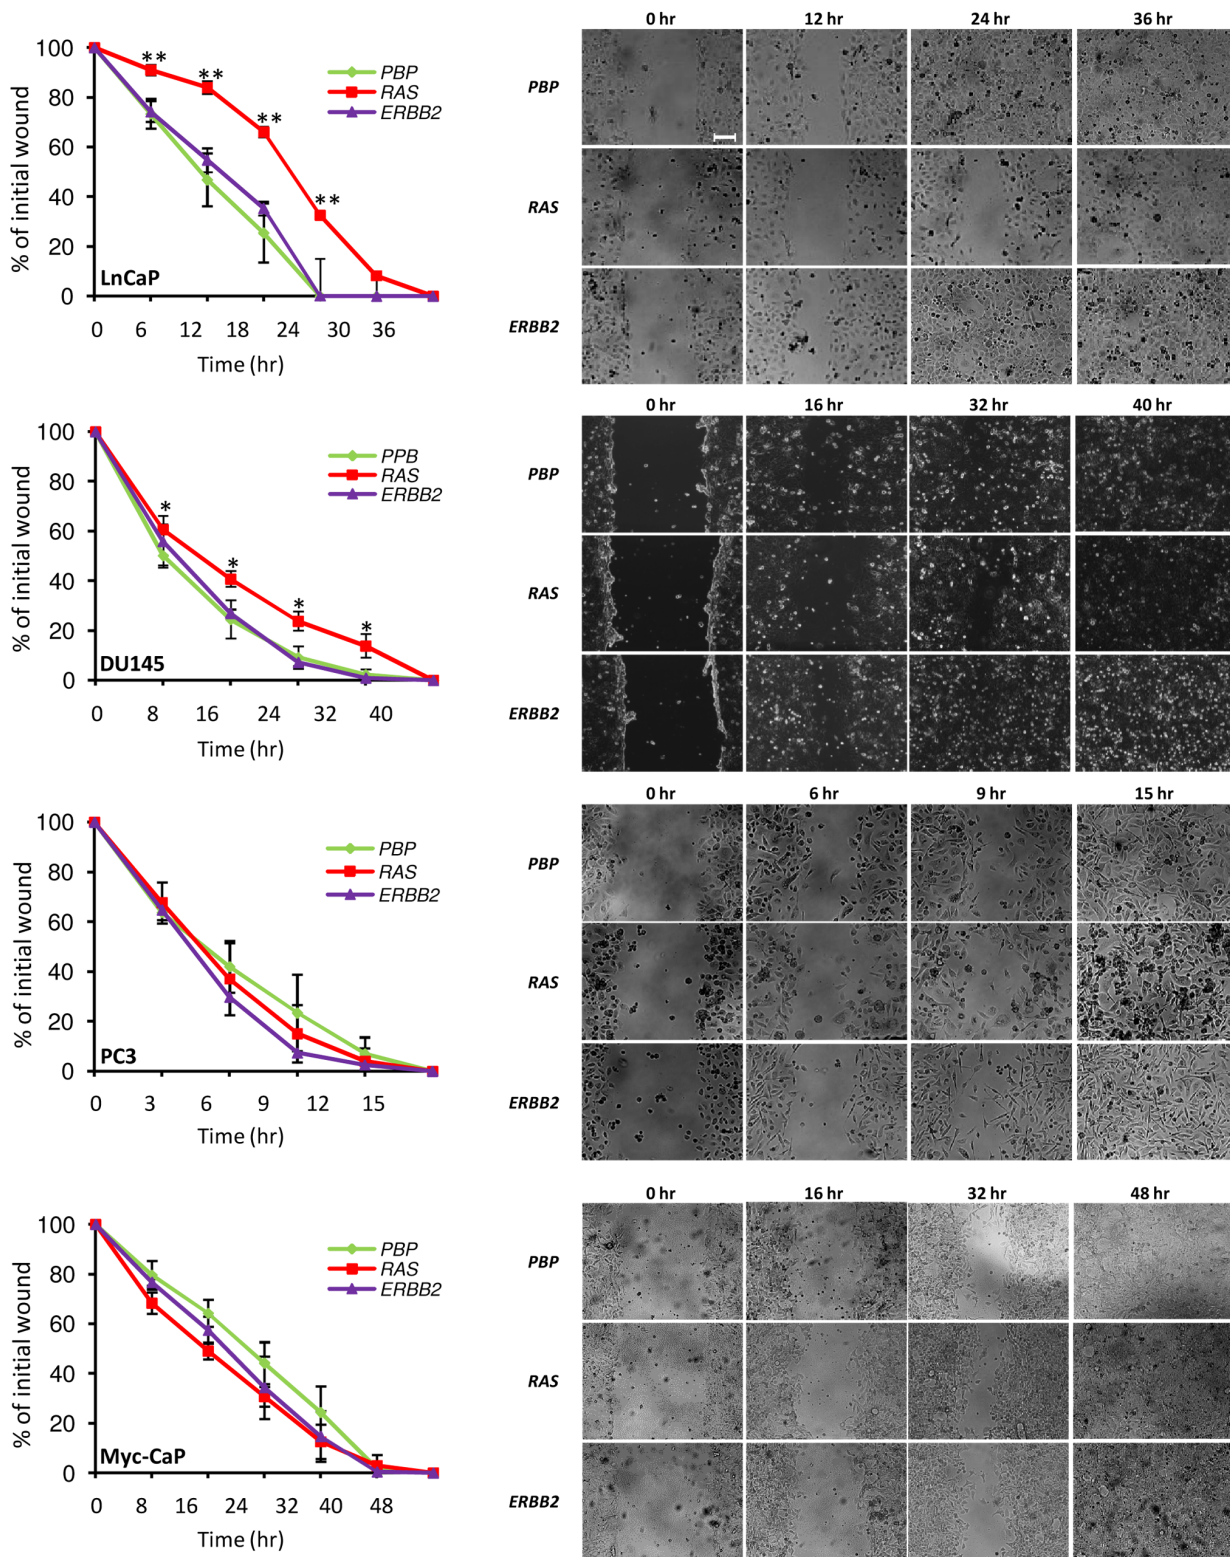 0 hr 12 hr 24 hr 36 hr
100
80
60
40
20
0
% of initial wound
** ** ** **
PBP
RAS
ERBB2
LnCaP
0 6 12 18 24 30 36
Time (hr)
PBP
RAS
ERBB2
0 hr 16 hr 32 hr 40 hr
100
80
60
40
20
0
% of initial wound
* * * *
PPB
RAS
ERBB2
DU145
0 8 16 24 32 40
Time (hr)
PBP
RAS
ERBB2
0 hr 6 hr 9 hr 15 hr
100
80
60
40
20
0
% of initial wound
PBP
RAS
ERBB2
PC3
0 3 6 9 12 15
Time (hr)
PBP
RAS
ERBB2
0 hr 16 hr 32 hr 48 hr
100
80
60
40
20
0
% of initial wound
PBP
RAS
ERBB2
Myc-CaP
0 8 16 24 32 40 48
Time (hr)
PBP
RAS
ERBB2